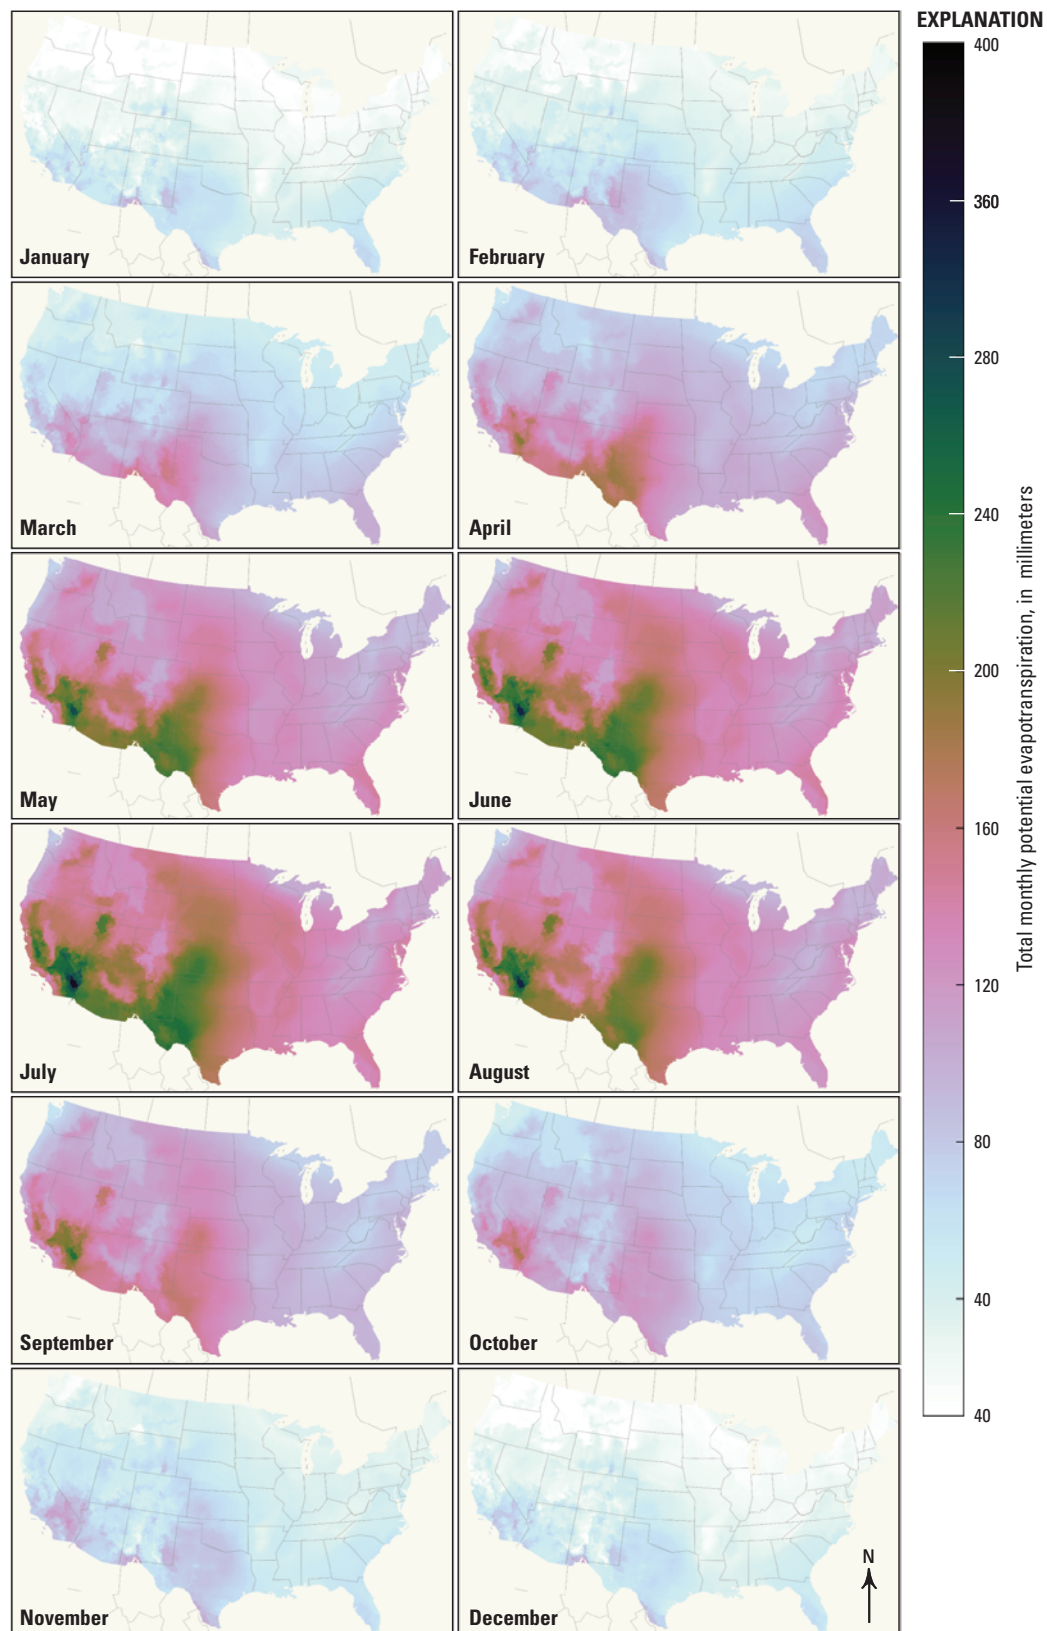 EXPLANATION
400
360
280
240
200
160
120
80
40
40
Total monthly potential evapotranspiration, in millimeters
January
February
March
April
May
June
July
August
September
October
November
December
N